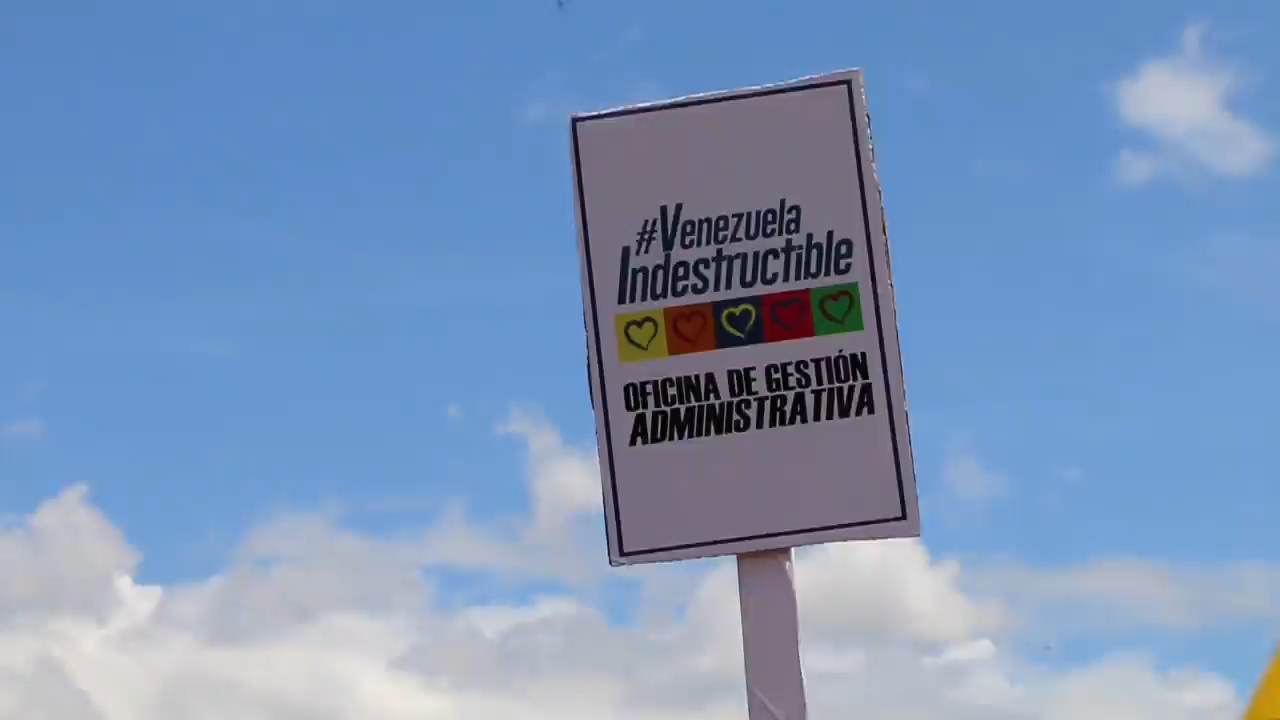 #Venezuela
Indestructible
OFICINA DE GESTIÓN
ADMINISTRATIVA